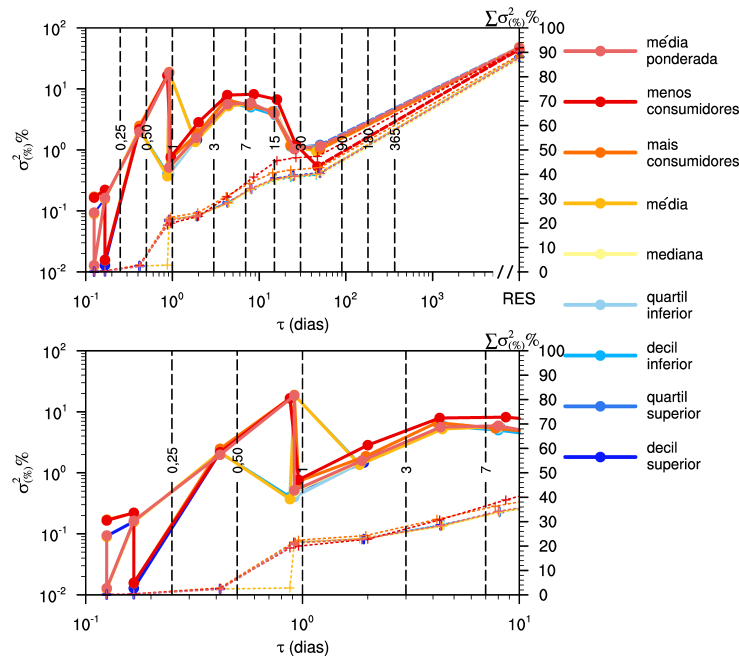 σ²(%)%
Σσ²(%)%
10²
10¹
10⁰
10⁻¹
10⁻²
100
90
80
70
60
50
40
30
20
10
0
0.25
0.50
1
3
7
15
30
90
180
365
10⁻¹
10⁰
10¹
10²
10³
RES
τ (dias)
média
ponderada
menos
consumidores
mais
consumidores
média
mediana
quartil
inferior
decil
inferior
quartil
superior
decil
superior
σ²(%)%
Σσ²(%)%
10²
10¹
10⁰
10⁻¹
10⁻²
100
90
80
70
60
50
40
30
20
10
0
0.25
0.50
1
3
7
10⁻¹
10⁰
10¹
τ (dias)